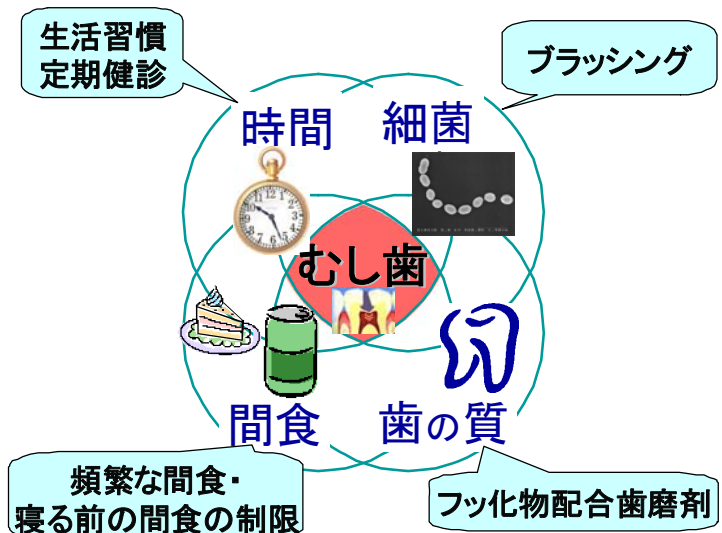 生活習慣
定期健診
ブラッシング
時間
細菌
むし歯
間食
歯の質
頻繁な間食・
寝る前の間食の制限
フッ化物配合歯磨剤